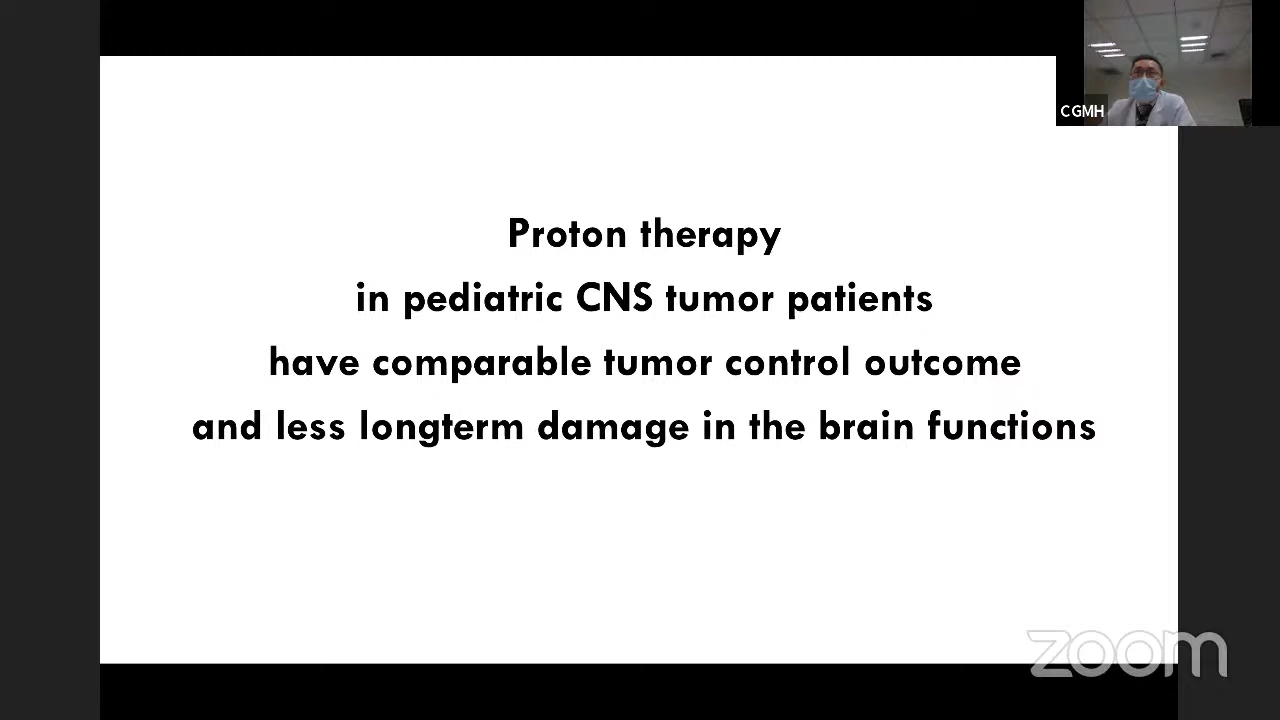 CGMH
Proton therapy
in pediatric CNS tumor patients
have comparable tumor control outcome
and less longterm damage in the brain functions
zoom